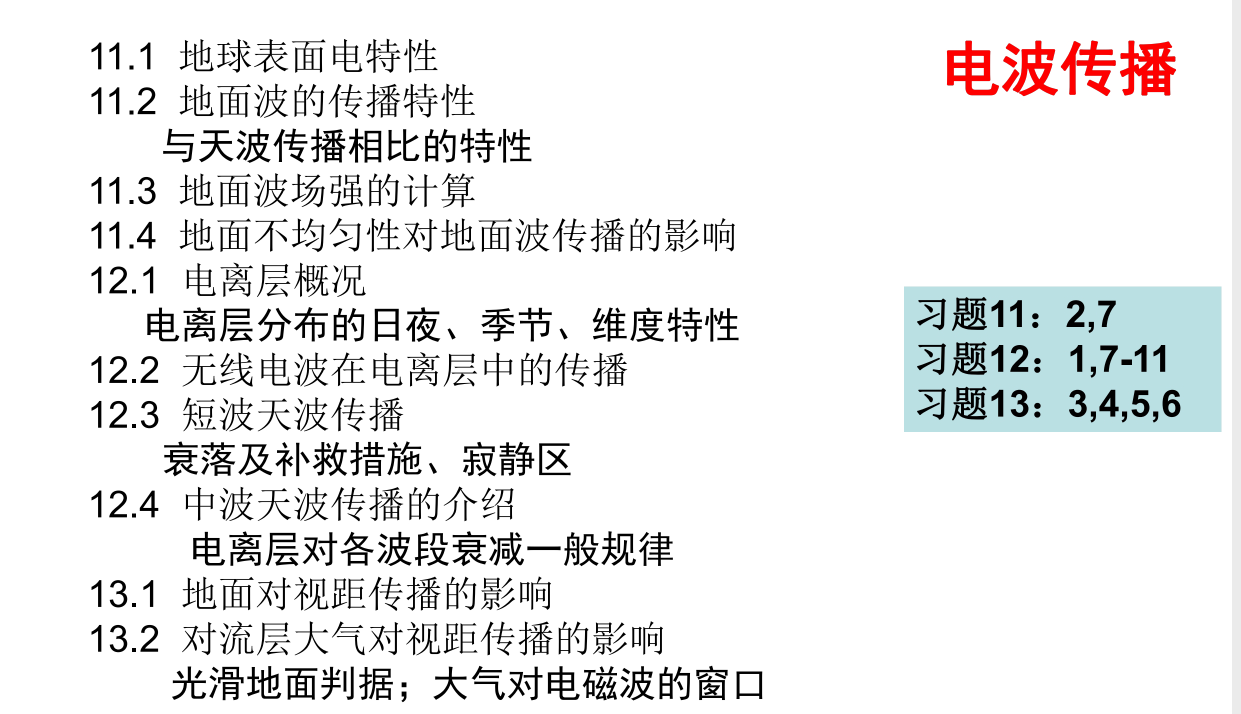 电波传播
11.1 地球表面电特性
11.2 地面波的传播特性
与天波传播相比的特性
11.3 地面波场强的计算
11.4 地面不均匀性对地面波传播的影响
12.1 电离层概况
电离层分布的日夜、季节、维度特性
12.2 无线电波在电离层中的传播
12.3 短波天波传播
衰落及补救措施、寂静区
12.4 中波天波传播的介绍
电离层对各波段衰减一般规律
13.1 地面对视距传播的影响
13.2 对流层大气对视距传播的影响
光滑地面判据；大气对电磁波的窗口
习题11：2,7
习题12：1,7-11
习题13：3,4,5,6